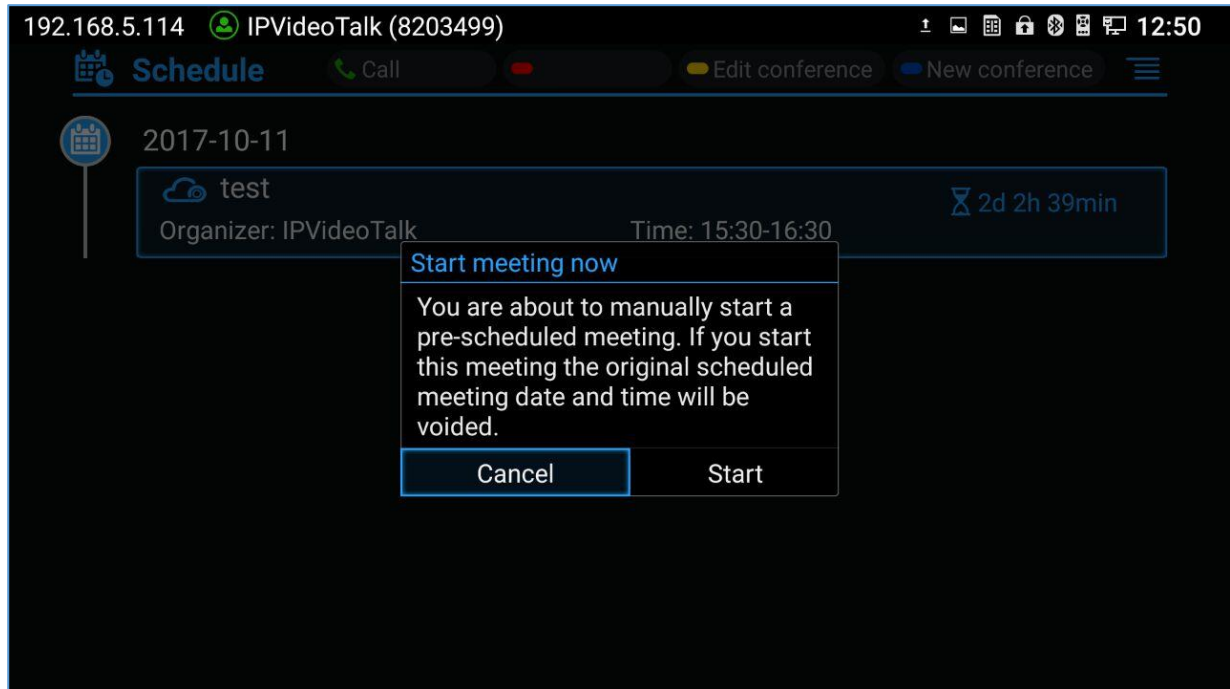 192.168.5.114 IPVideoTalk (8203499) 12:50
Schedule Call Edit conference New conference
2017-10-11
test
2d 2h 39min
Organizer: IPVideoTalk Time: 15:30-16:30
Start meeting now
You are about to manually start a
pre-scheduled meeting. If you start
this meeting the original scheduled
meeting date and time will be
voided.
Cancel Start